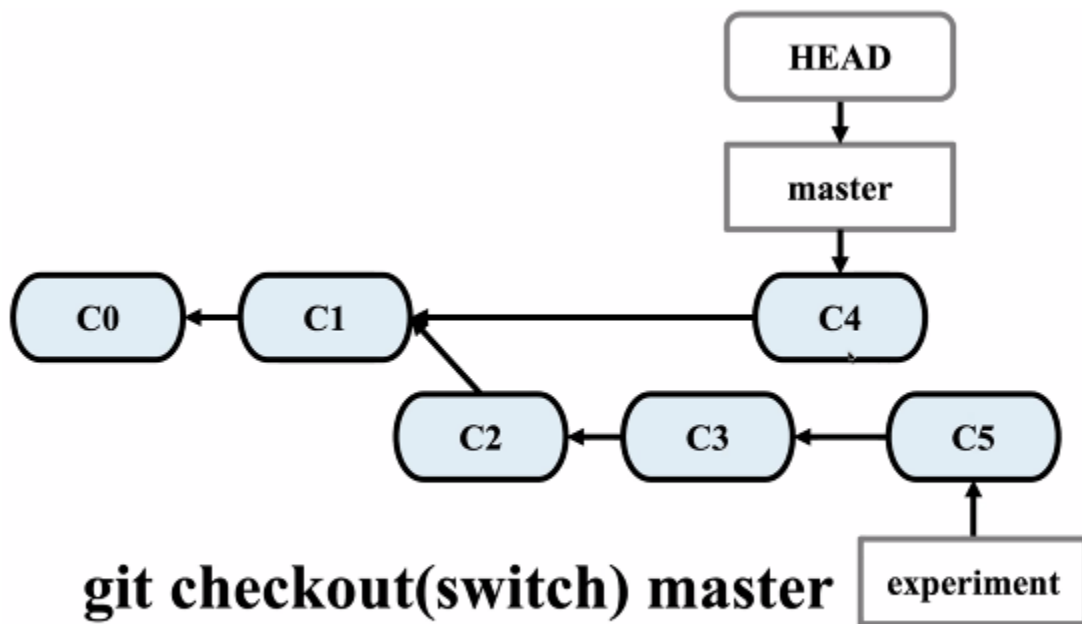 HEAD
master
C0 C1 C4
C2 C3 C5
git checkout(switch) master
experiment